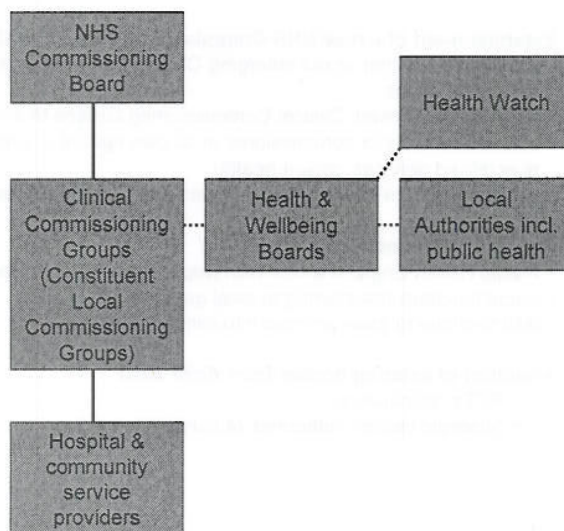 NHS
Commissioning
Board
Health Watch
Clinical
Commissioning
Groups
(Constituent
Local
Commissioning
Groups)
Health &
Wellbeing
Boards
Local
Authorities incl.
public health
Hospital &
community
service
providers